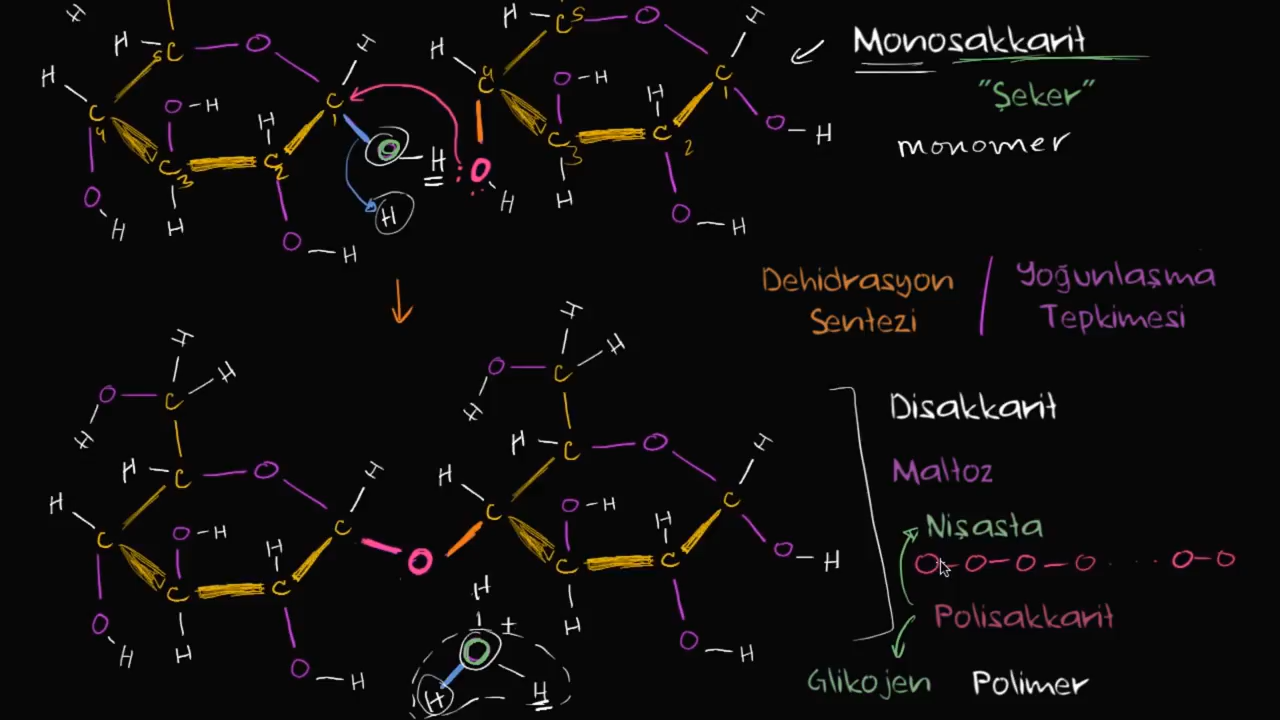 Monosakkarit
"Şeker"
monomer
Dehidrasyon
Sentezi
Yoğunlaşma
Tepkimesi
Disakkarit
Maltoz
Nişasta
Polisakkarit
Glikojen
Polimer